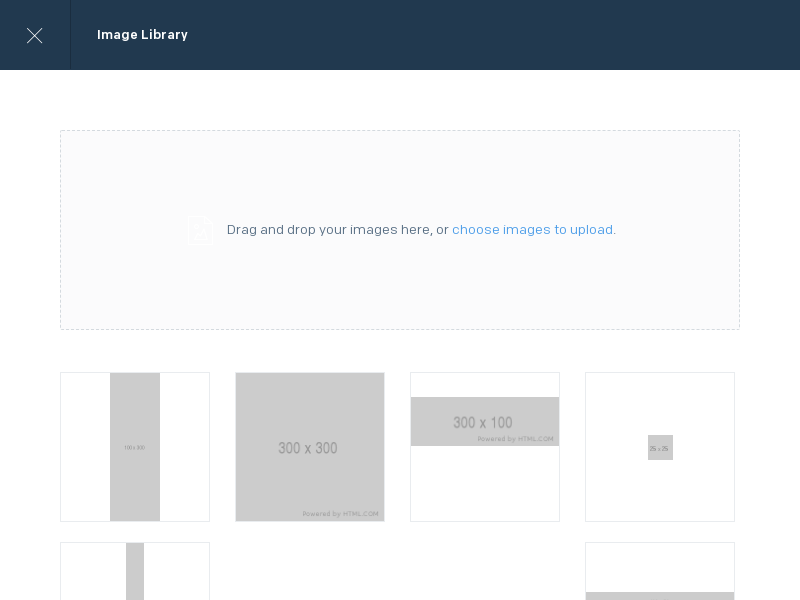 Image Library
Drag and drop your images here, or choose images to upload.
100 x 300
300 x 300
Powered by HTML.COM
300 x 100
Powered by HTML.COM
25 x 25